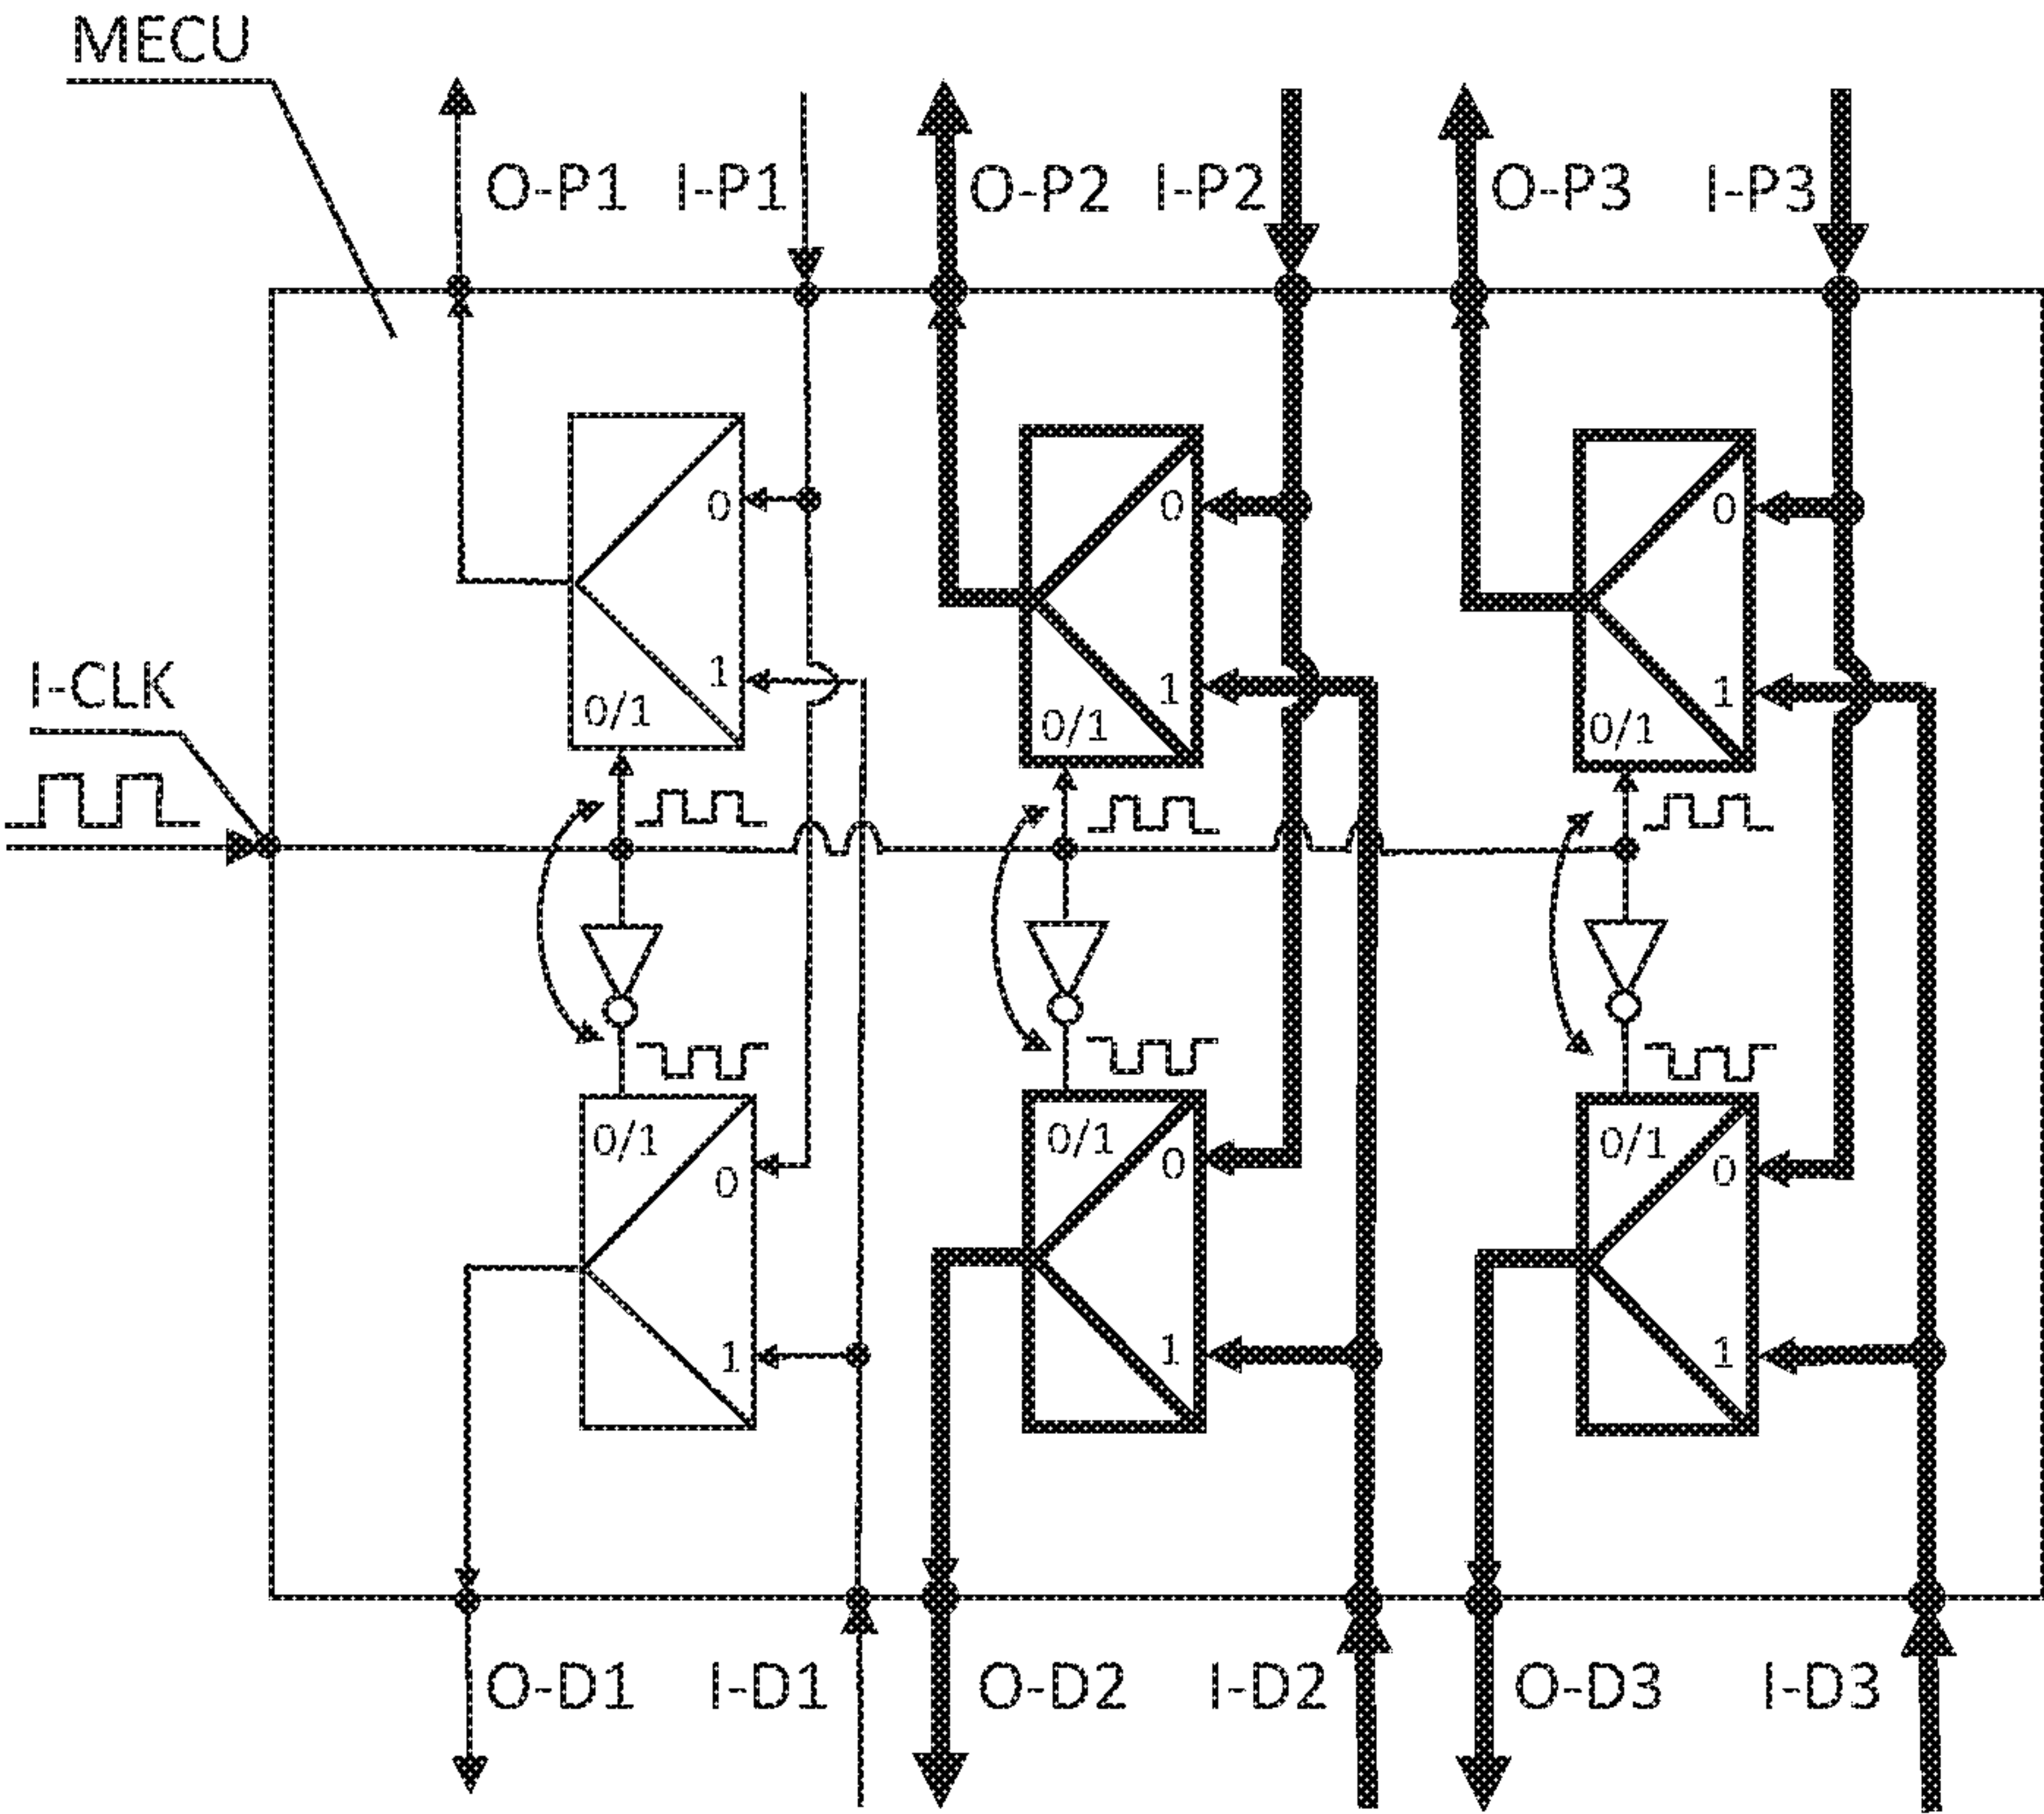 MECU
O-P1 I-P1 O-P2 I-P2 O-P3 I-P3
0 0 0
I-CLK
1 1 1
0/1 0/1 0/1
0/1 0/1 0/1
0 0 0
1 1 1
O-D1 I-D1 O-D2 I-D2 O-D3 I-D3